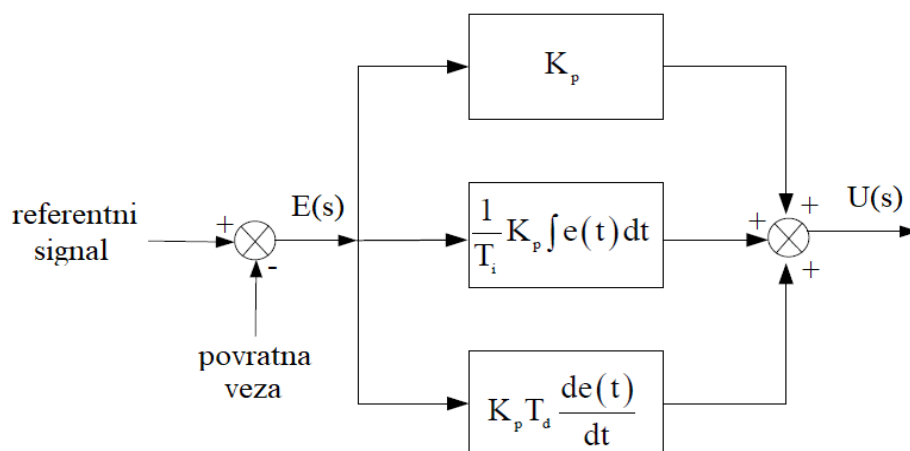 K_p
E(s)
U(s)
referentni
signal
+
-
povratna
veza
1/T_i K_p ∫ e(t) dt
+
+
+
K_p T_d de(t)/dt